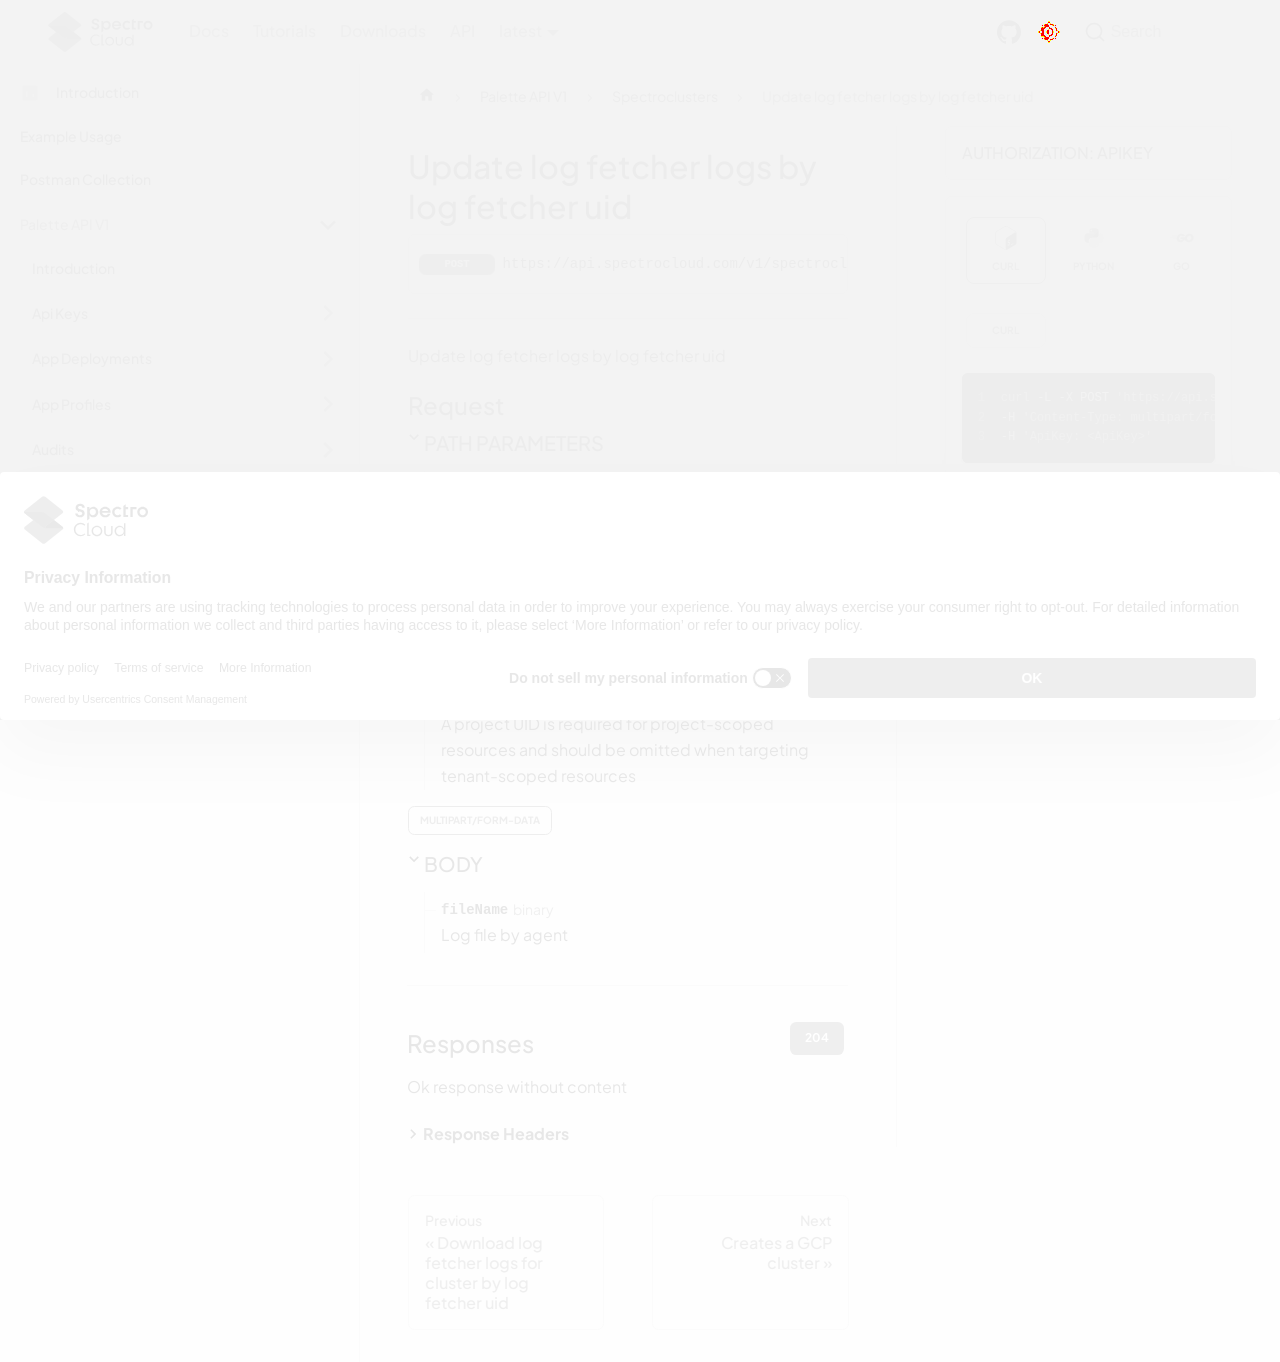 Spectro
Cloud
Docs Tutorials Downloads API latest Search
Introduction
Example Usage
Postman Collection
Palette API V1
Introduction
Api Keys
App Deployments
App Profiles
Audits
Palette API V1 Spectroclusters Update log fetcher logs by log fetcher uid
Update log fetcher logs by
log fetcher uid
POST https://api.spectrocloud.com/v1/spectrocl
Update log fetcher logs by log fetcher uid
Request
PATH PARAMETERS
AUTHORIZATION: APIKEY
CURL PYTHON GO
CURL
POST
Spectro
Cloud
Privacy Information
We and our partners are using tracking technologies to process personal data in order to improve your experience. You may always exercise your consumer right to opt-out. For detailed information
about personal information we collect and third parties having access to it, please select ‘More Information’ or refer to our privacy policy.
Privacy policy Terms of service More Information
Powered by Usercentrics Consent Management
Do not sell my personal information
OK
A project UID is required for project-scoped
resources and should be omitted when targeting
tenant-scoped resources
MULTIPART/FORM-DATA
BODY
fileName binary
Log file by agent
Responses
204
Ok response without content
Response Headers
Previous
« Download log
fetcher logs for
cluster by log
fetcher uid
Next
Creates a GCP
cluster »